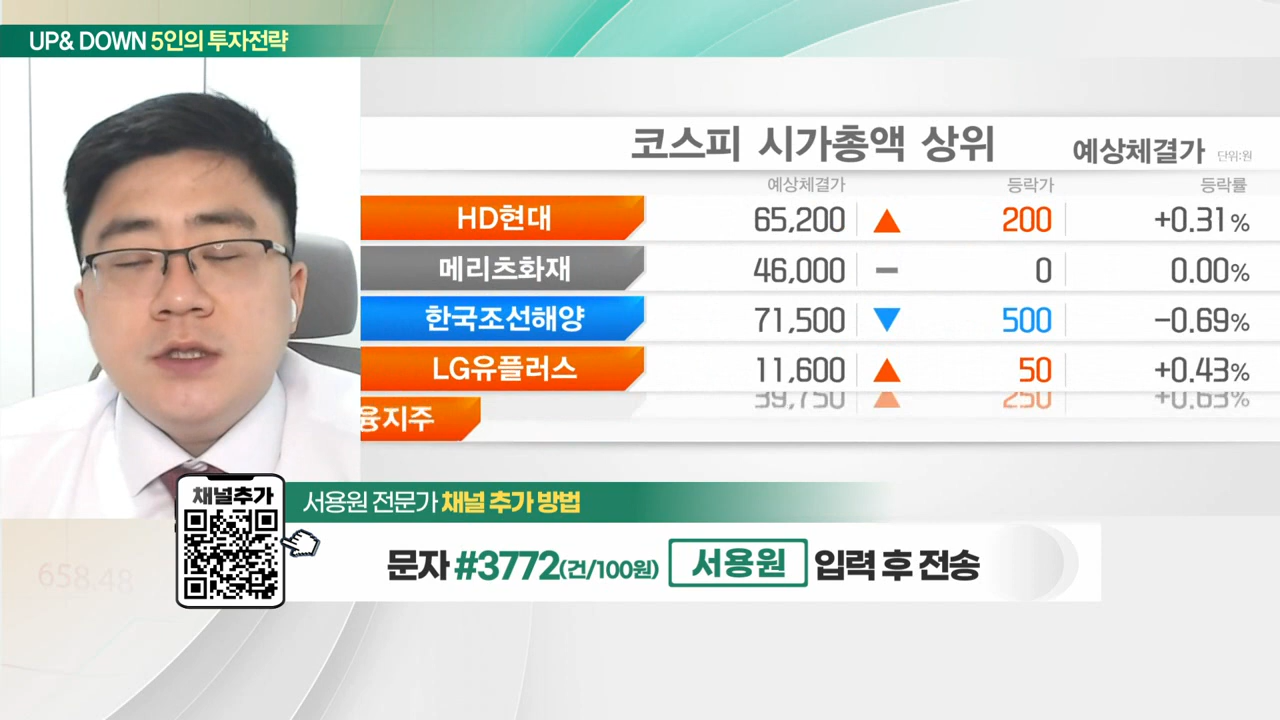 UP& DOWN 5인의 투자전략
코스피 시가총액 상위 예상체결가 단위:원
예상체결가 등락가 등락률
HD현대 65,200 ▲ 200 +0.31%
메리츠화재 46,000 - 0 0.00%
한국조선해양 71,500 ▼ 500 -0.69%
LG유플러스 11,600 ▲ 50 +0.43%
융지주 39,750 ▲ 250 +0.63%
채널추가
서용원 전문가 채널 추가 방법
문자 #3772(건/100원) 서용원 입력 후 전송
658.48